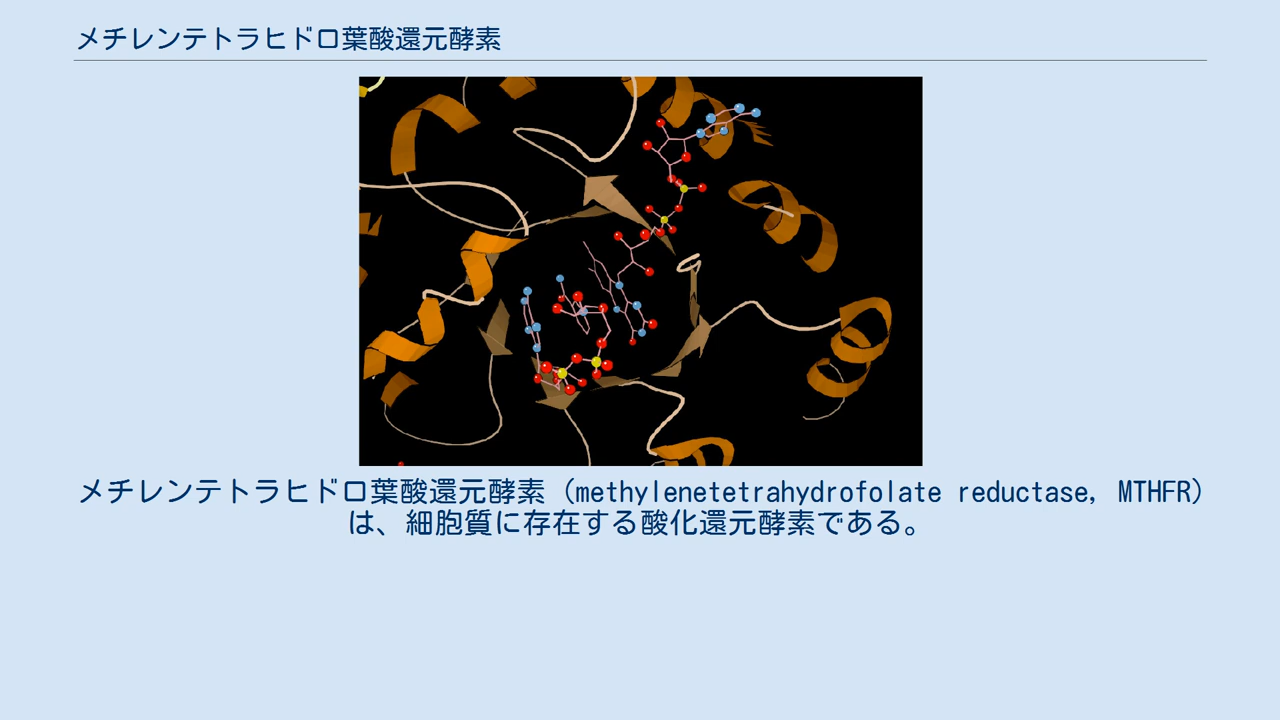 メチレンテトラヒドロ葉酸還元酵素
メチレンテトラヒドロ葉酸還元酵素（methylenetetrahydrofolate reductase, MTHFR）
は、細胞質に存在する酸化還元酵素である。